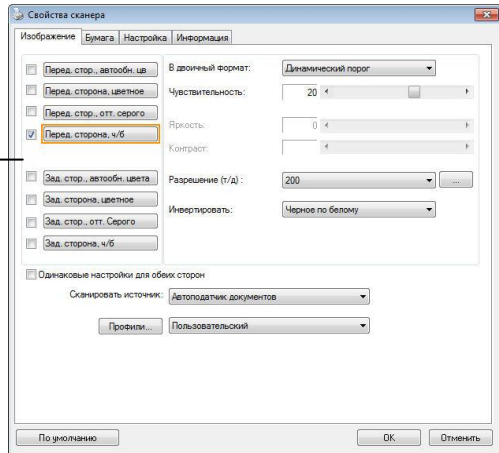 Свойства сканера
Изображение Бумага Настройка Информация
Перед. стор., автообн. цв
Перед. сторона, цветное
Перед. стор., отт. серого
Перед. сторона, ч/б
Зад. стор., автообн. цвета
Зад. сторона, цветное
Зад. стор., отт. Серого
Зад. сторона, ч/б
В двоичный формат: Динамический порог
Чувствительность: 20
Яркость: 0
Контраст:
Разрешение (т/д) : 200 ...
Инвертировать: Черное по белому
Одинаковые настройки для обеих сторон
Сканировать источник: Автоподатчик документов
Профили... Пользовательский
По умолчанию OK Отменить